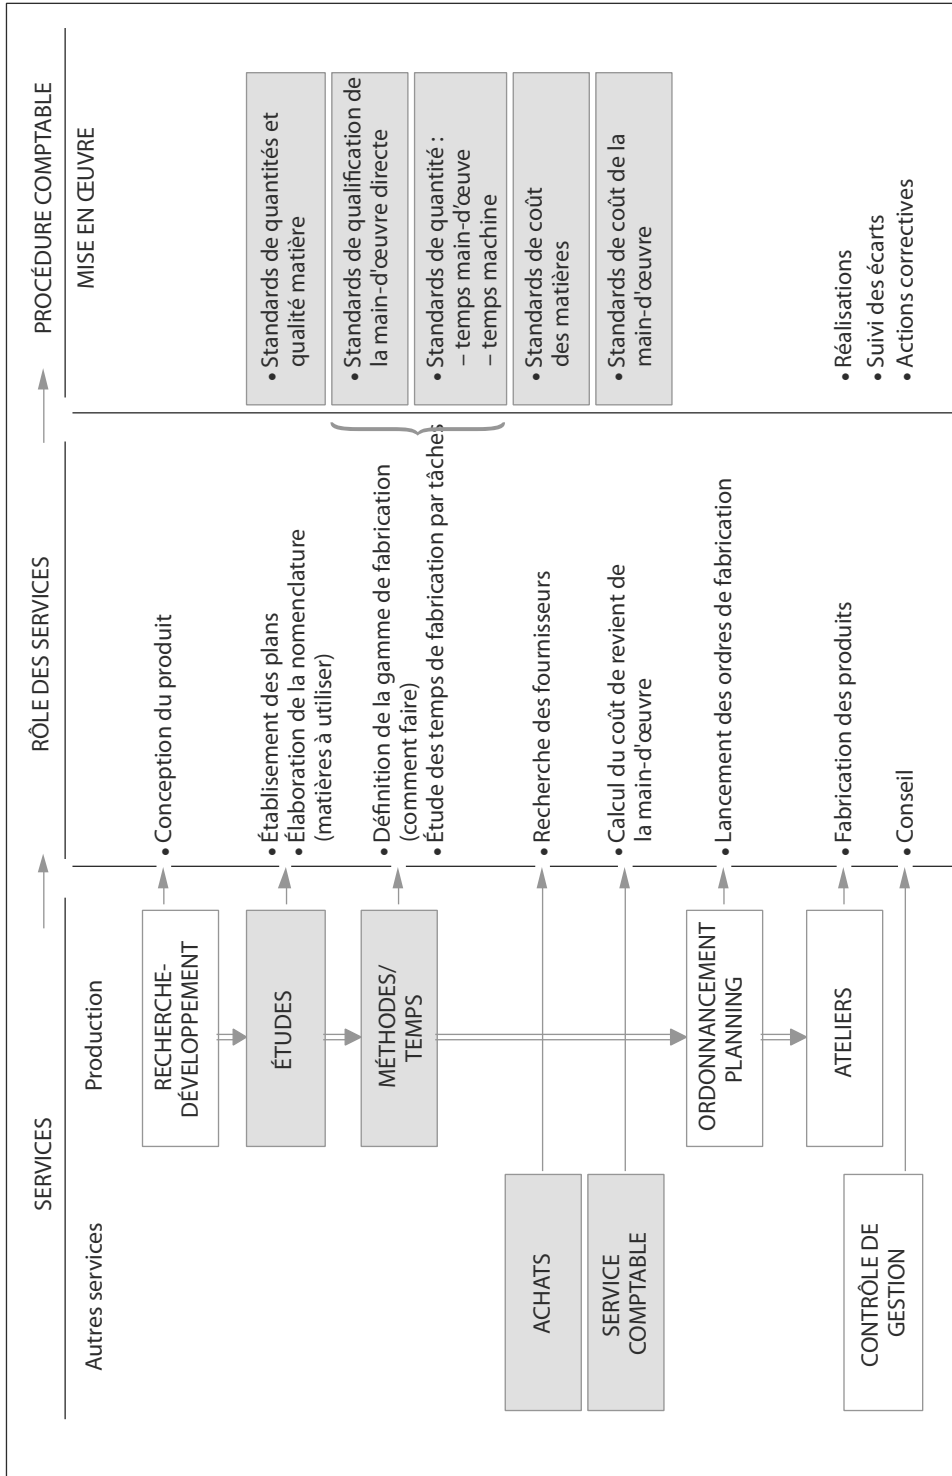 SERVICES
RÔLE DES SERVICES
PROCÉDURE COMPTABLE
Autres services
Production
MISE EN ŒUVRE
RECHERCHE-
DÉVELOPPEMENT
• Conception du produit
ÉTUDES
• Établisement des plans
• Elaboration de la nomenclature
(matières à utiliser)
• Standards de quantités et
qualité matière
MÉTHODES/
TEMPS
• Définition de la gamme de fabrication
(comment faire)
• Étude des temps de fabrication par tâches
• Standards de qualification de
la main-d'œuvre directe
• Standards de quantité :
– temps main-d'œuve
– temps machine
ACHATS
• Recherche des fournisseurs
• Standards de coût
des matières
SERVICE
COMPTABLE
• Calcul du coût de revient de
la main-d'œuvre
• Standards de coût de la
main-d'œuvre
ORDONNANCEMENT
PLANNING
• Lancement des ordres de fabrication
ATELIERS
• Fabrication des produits
• Réalisations
• Suivi des écarts
• Actions correctives
CONTRÔLE DE
GESTION
• Conseil